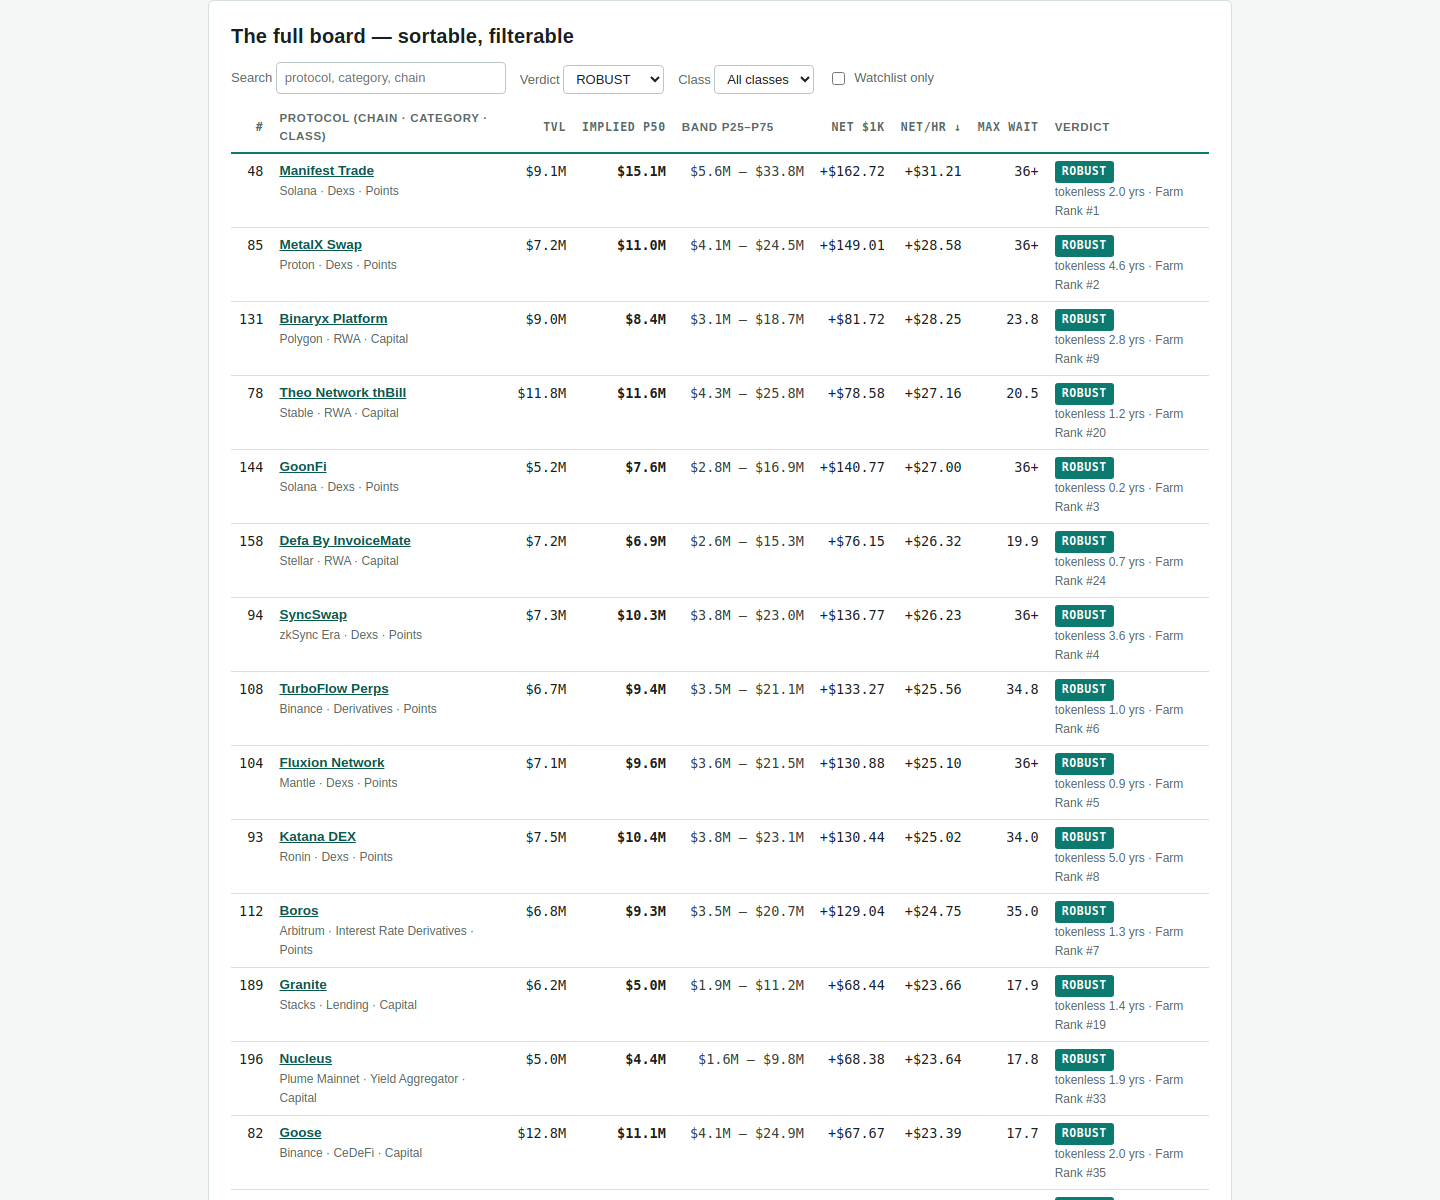 The full board — sortable, filterable
Search protocol, category, chain Verdict ROBUST Class All classes Watchlist only
# PROTOCOL (CHAIN · CATEGORY · CLASS) TVL IMPLIED P50 BAND P25–P75 NET $1K NET/HR ↓ MAX WAIT VERDICT
48 Manifest Trade $9.1M $15.1M $5.6M — $33.8M +$162.72 +$31.21 36+ ROBUST
Solana · Dexs · Points tokenless 2.0 yrs · Farm
Rank #1
85 MetalX Swap $7.2M $11.0M $4.1M — $24.5M +$149.01 +$28.58 36+ ROBUST
Proton · Dexs · Points tokenless 4.6 yrs · Farm
Rank #2
131 Binaryx Platform $9.0M $8.4M $3.1M — $18.7M +$81.72 +$28.25 23.8 ROBUST
Polygon · RWA · Capital tokenless 2.8 yrs · Farm
Rank #9
78 Theo Network thBill $11.8M $11.6M $4.3M — $25.8M +$78.58 +$27.16 20.5 ROBUST
Stable · RWA · Capital tokenless 1.2 yrs · Farm
Rank #20
144 GoonFi $5.2M $7.6M $2.8M — $16.9M +$140.77 +$27.00 36+ ROBUST
Solana · Dexs · Points tokenless 0.2 yrs · Farm
Rank #3
158 Defa By InvoiceMate $7.2M $6.9M $2.6M — $15.3M +$76.15 +$26.32 19.9 ROBUST
Stellar · RWA · Capital tokenless 0.7 yrs · Farm
Rank #24
94 SyncSwap $7.3M $10.3M $3.8M — $23.0M +$136.77 +$26.23 36+ ROBUST
zkSync Era · Dexs · Points tokenless 3.6 yrs · Farm
Rank #4
108 TurboFlow Perps $6.7M $9.4M $3.5M — $21.1M +$133.27 +$25.56 34.8 ROBUST
Binance · Derivatives · Points tokenless 1.0 yrs · Farm
Rank #6
104 Fluxion Network $7.1M $9.6M $3.6M — $21.5M +$130.88 +$25.10 36+ ROBUST
Mantle · Dexs · Points tokenless 0.9 yrs · Farm
Rank #5
93 Katana DEX $7.5M $10.4M $3.8M — $23.1M +$130.44 +$25.02 34.0 ROBUST
Ronin · Dexs · Points tokenless 5.0 yrs · Farm
Rank #8
112 Boros $6.8M $9.3M $3.5M — $20.7M +$129.04 +$24.75 35.0 ROBUST
Arbitrum · Interest Rate Derivatives · tokenless 1.3 yrs · Farm
Points Rank #7
189 Granite $6.2M $5.0M $1.9M — $11.2M +$68.44 +$23.66 17.9 ROBUST
Stacks · Lending · Capital tokenless 1.4 yrs · Farm
Rank #19
196 Nucleus $5.0M $4.4M $1.6M — $9.8M +$68.38 +$23.64 17.8 ROBUST
Plume Mainnet · Yield Aggregator · tokenless 1.9 yrs · Farm
Capital Rank #33
82 Goose $12.8M $11.1M $4.1M — $24.9M +$67.67 +$23.39 17.7 ROBUST
Binance · CeDeFi · Capital tokenless 2.0 yrs · Farm
Rank #35